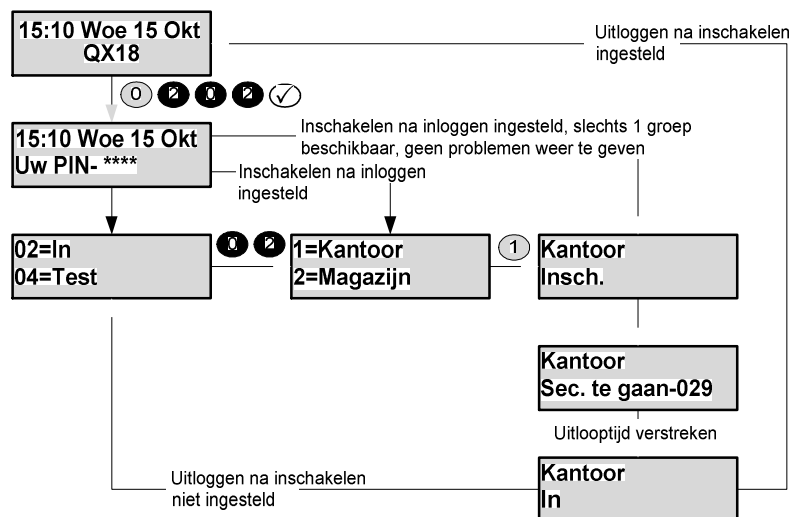 15:10 Woe 15 Okt
QX18
Uitloggen na inschakelen
ingesteld
0 2 0 2 ✓
15:10 Woe 15 Okt
Uw PIN- ****
Inschakelen na inloggen ingesteld, slechts 1 groep
beschikbaar, geen problemen weer te geven
Inschakelen na inloggen
ingesteld
02=In
04=Test
0 2
1=Kantoor
2=Magazijn
1
Kantoor
Insch.
Kantoor
Sec. te gaan-029
Uitlooptijd verstreken
Uitloggen na inschakelen
niet ingesteld
Kantoor
In